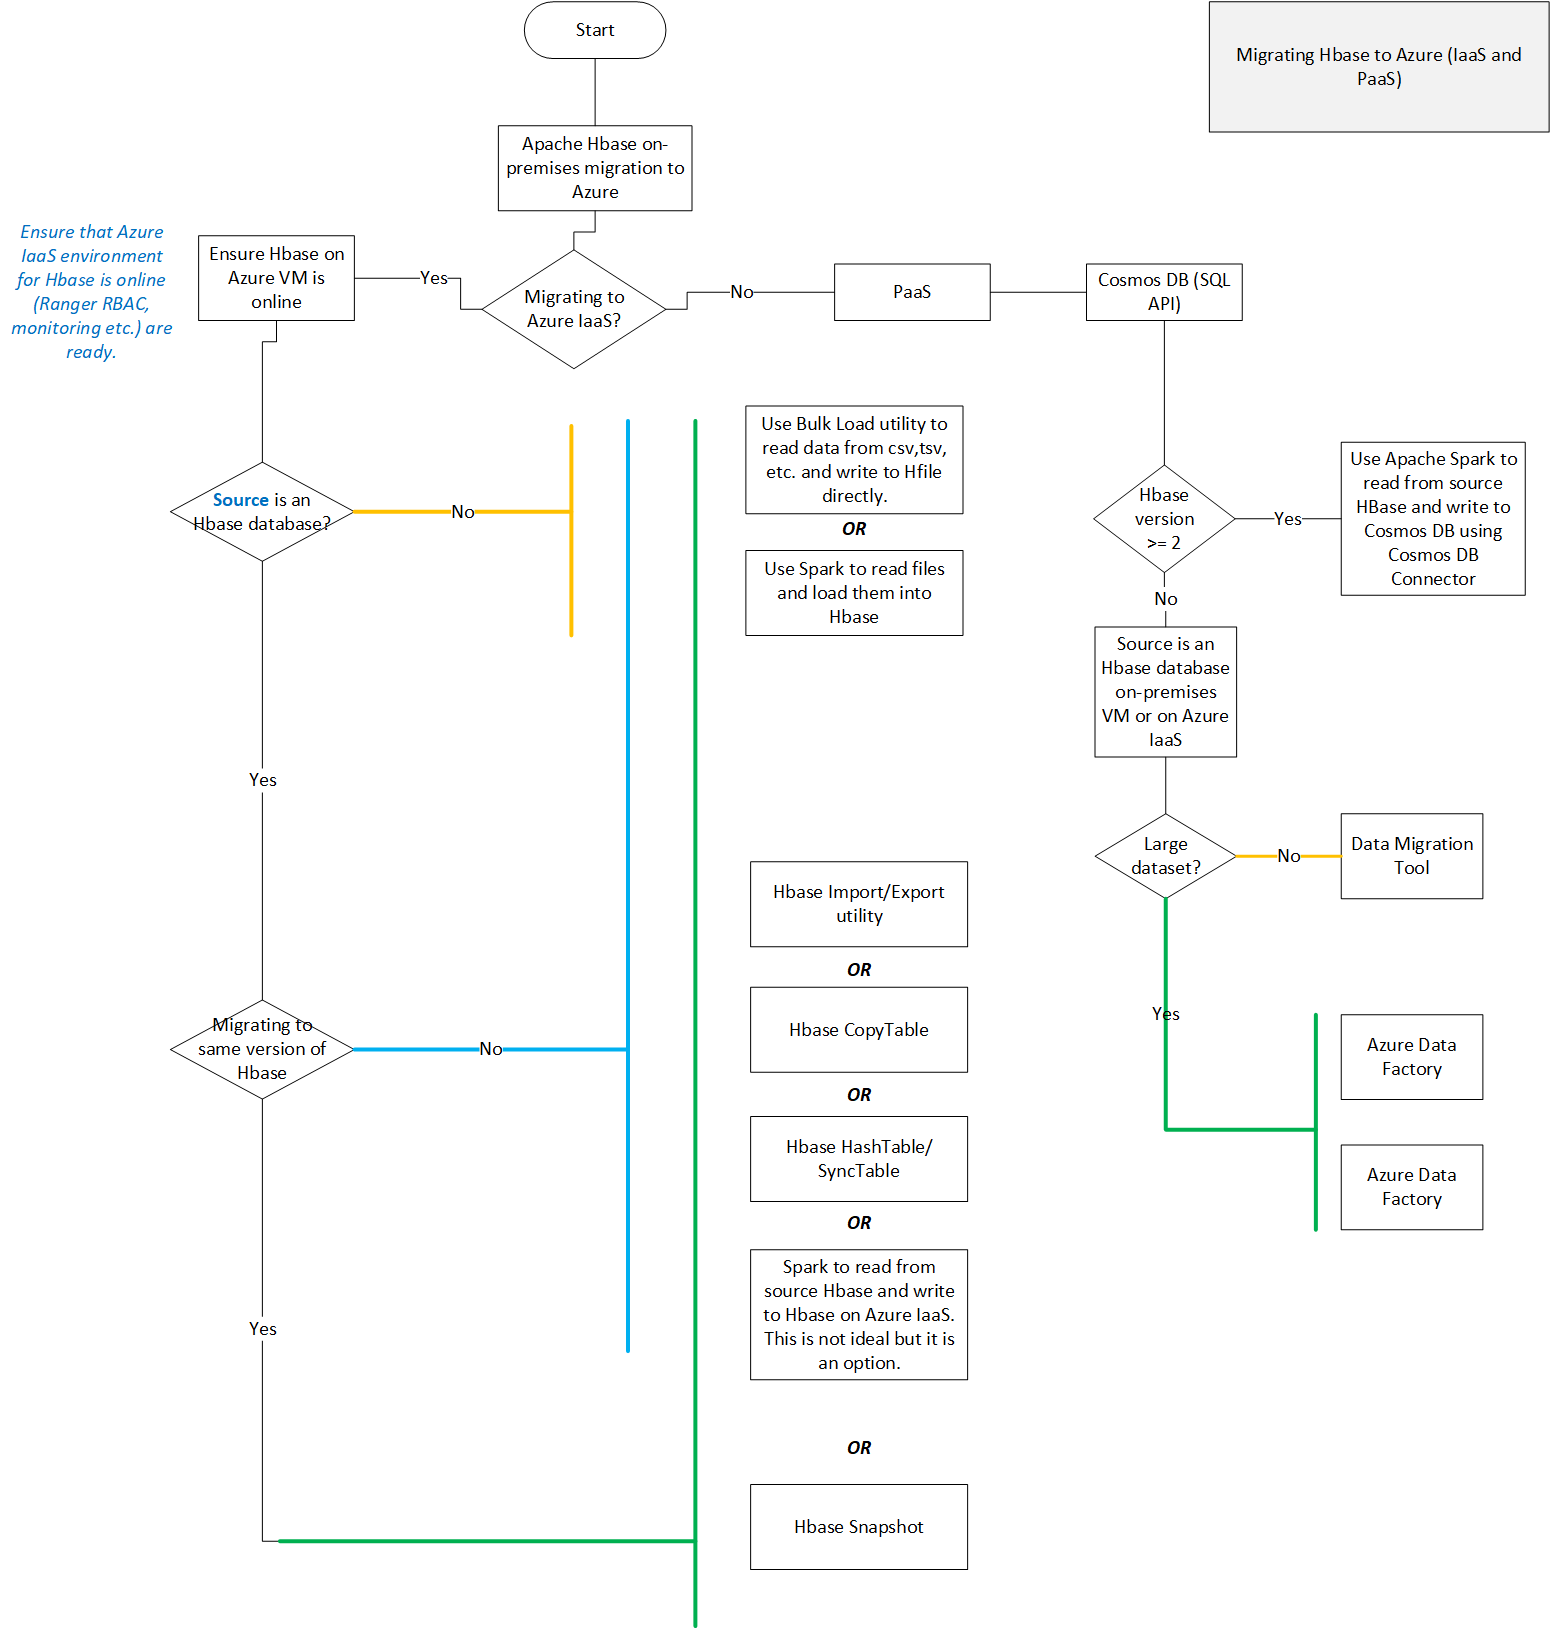 Start
Migrating Hbase to Azure (IaaS and
PaaS)
Apache Hbase on-
premises migration to
Azure
Ensure that Azure
IaaS environment
for Hbase is online
(Ranger RBAC,
monitoring etc.) are
ready.
Ensure Hbase on
Azure VM is
online
Yes
Migrating to
Azure IaaS?
No
PaaS
Cosmos DB (SQL
API)
Source is an
Hbase database?
No
Use Bulk Load utility to
read data from csv,tsv,
etc. and write to Hfile
directly.
OR
Use Spark to read files
and load them into
Hbase
Hbase
version
>= 2
Yes
Use Apache Spark to
read from source
HBase and write to
Cosmos DB using
Cosmos DB
Connector
No
Source is an
Hbase database
on-premises
VM or on Azure
IaaS
Yes
Large
dataset?
No
Data Migration
Tool
Hbase Import/Export
utility
OR
Hbase CopyTable
OR
Hbase HashTable/
SyncTable
OR
Spark to read from
source Hbase and write
to Hbase on Azure IaaS.
This is not ideal but it is
an option.
OR
Hbase Snapshot
Yes
Azure Data
Factory
Azure Data
Factory
Migrating to
same version of
Hbase
No
Yes